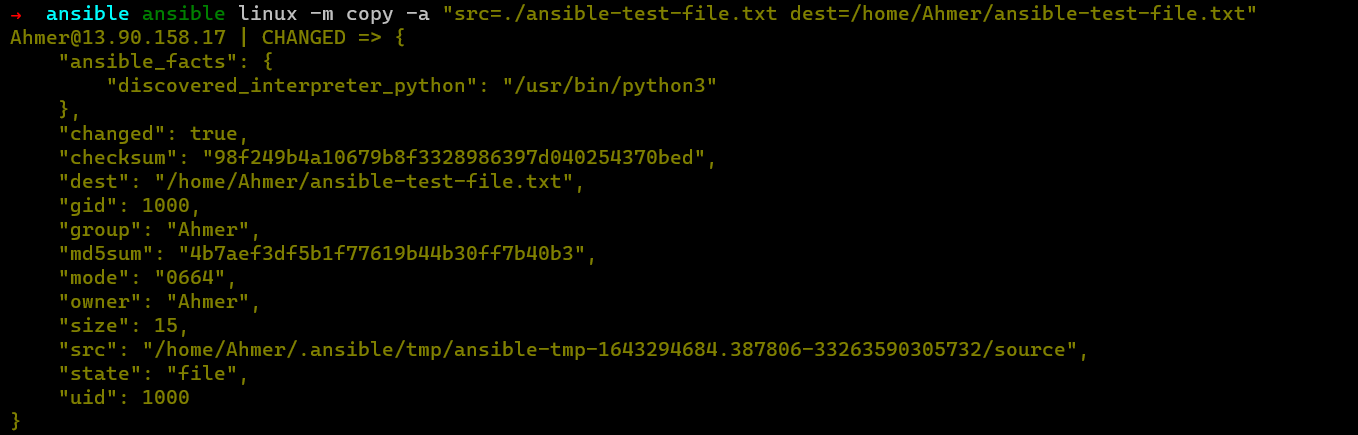 → ansible ansible linux -m copy -a "src=./ansible-test-file.txt dest=/home/Ahmer/ansible-test-file.txt"
Ahmer@13.90.158.17 | CHANGED => {
    "ansible_facts": {
        "discovered_interpreter_python": "/usr/bin/python3"
    },
    "changed": true,
    "checksum": "98f249b4a10679b8f3328986397d040254370bed",
    "dest": "/home/Ahmer/ansible-test-file.txt",
    "gid": 1000,
    "group": "Ahmer",
    "md5sum": "4b7aef3df5b1f77619b44b30ff7b40b3",
    "mode": "0664",
    "owner": "Ahmer",
    "size": 15,
    "src": "/home/Ahmer/.ansible/tmp/ansible-tmp-1643294684.387806-33263590305732/source",
    "state": "file",
    "uid": 1000
}